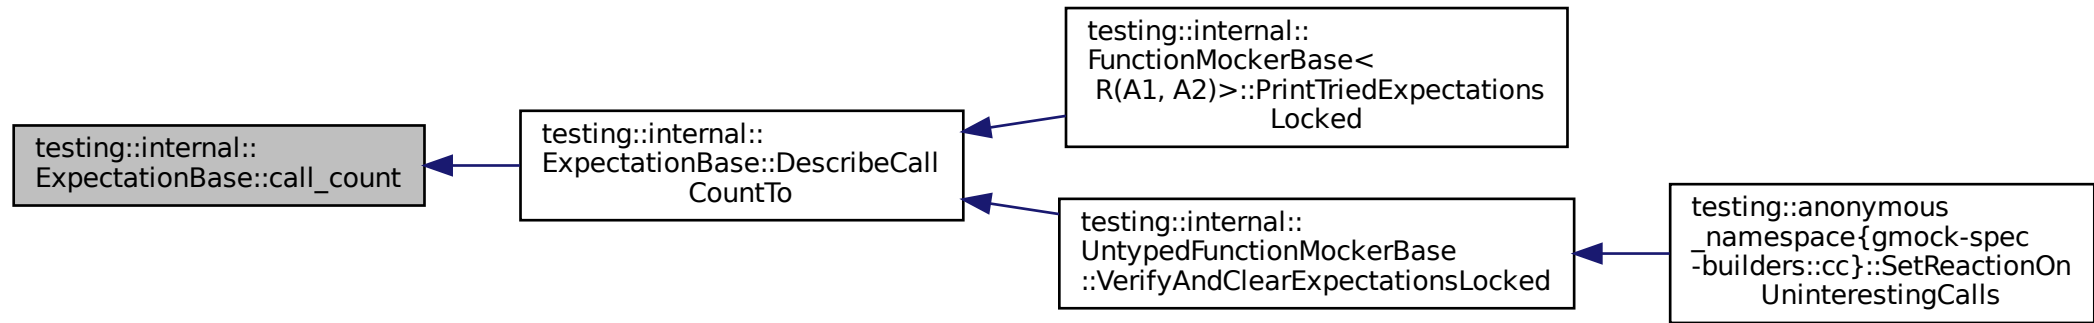 testing::internal::
ExpectationBase::call_count
testing::internal::
ExpectationBase::DescribeCall
CountTo
testing::internal::
FunctionMockerBase<
R(A1, A2)>::PrintTriedExpectations
Locked
testing::internal::
UntypedFunctionMockerBase
::VerifyAndClearExpectationsLocked
testing::anonymous
_namespace{gmock-spec
-builders::cc}::SetReactionOn
UninterestingCalls